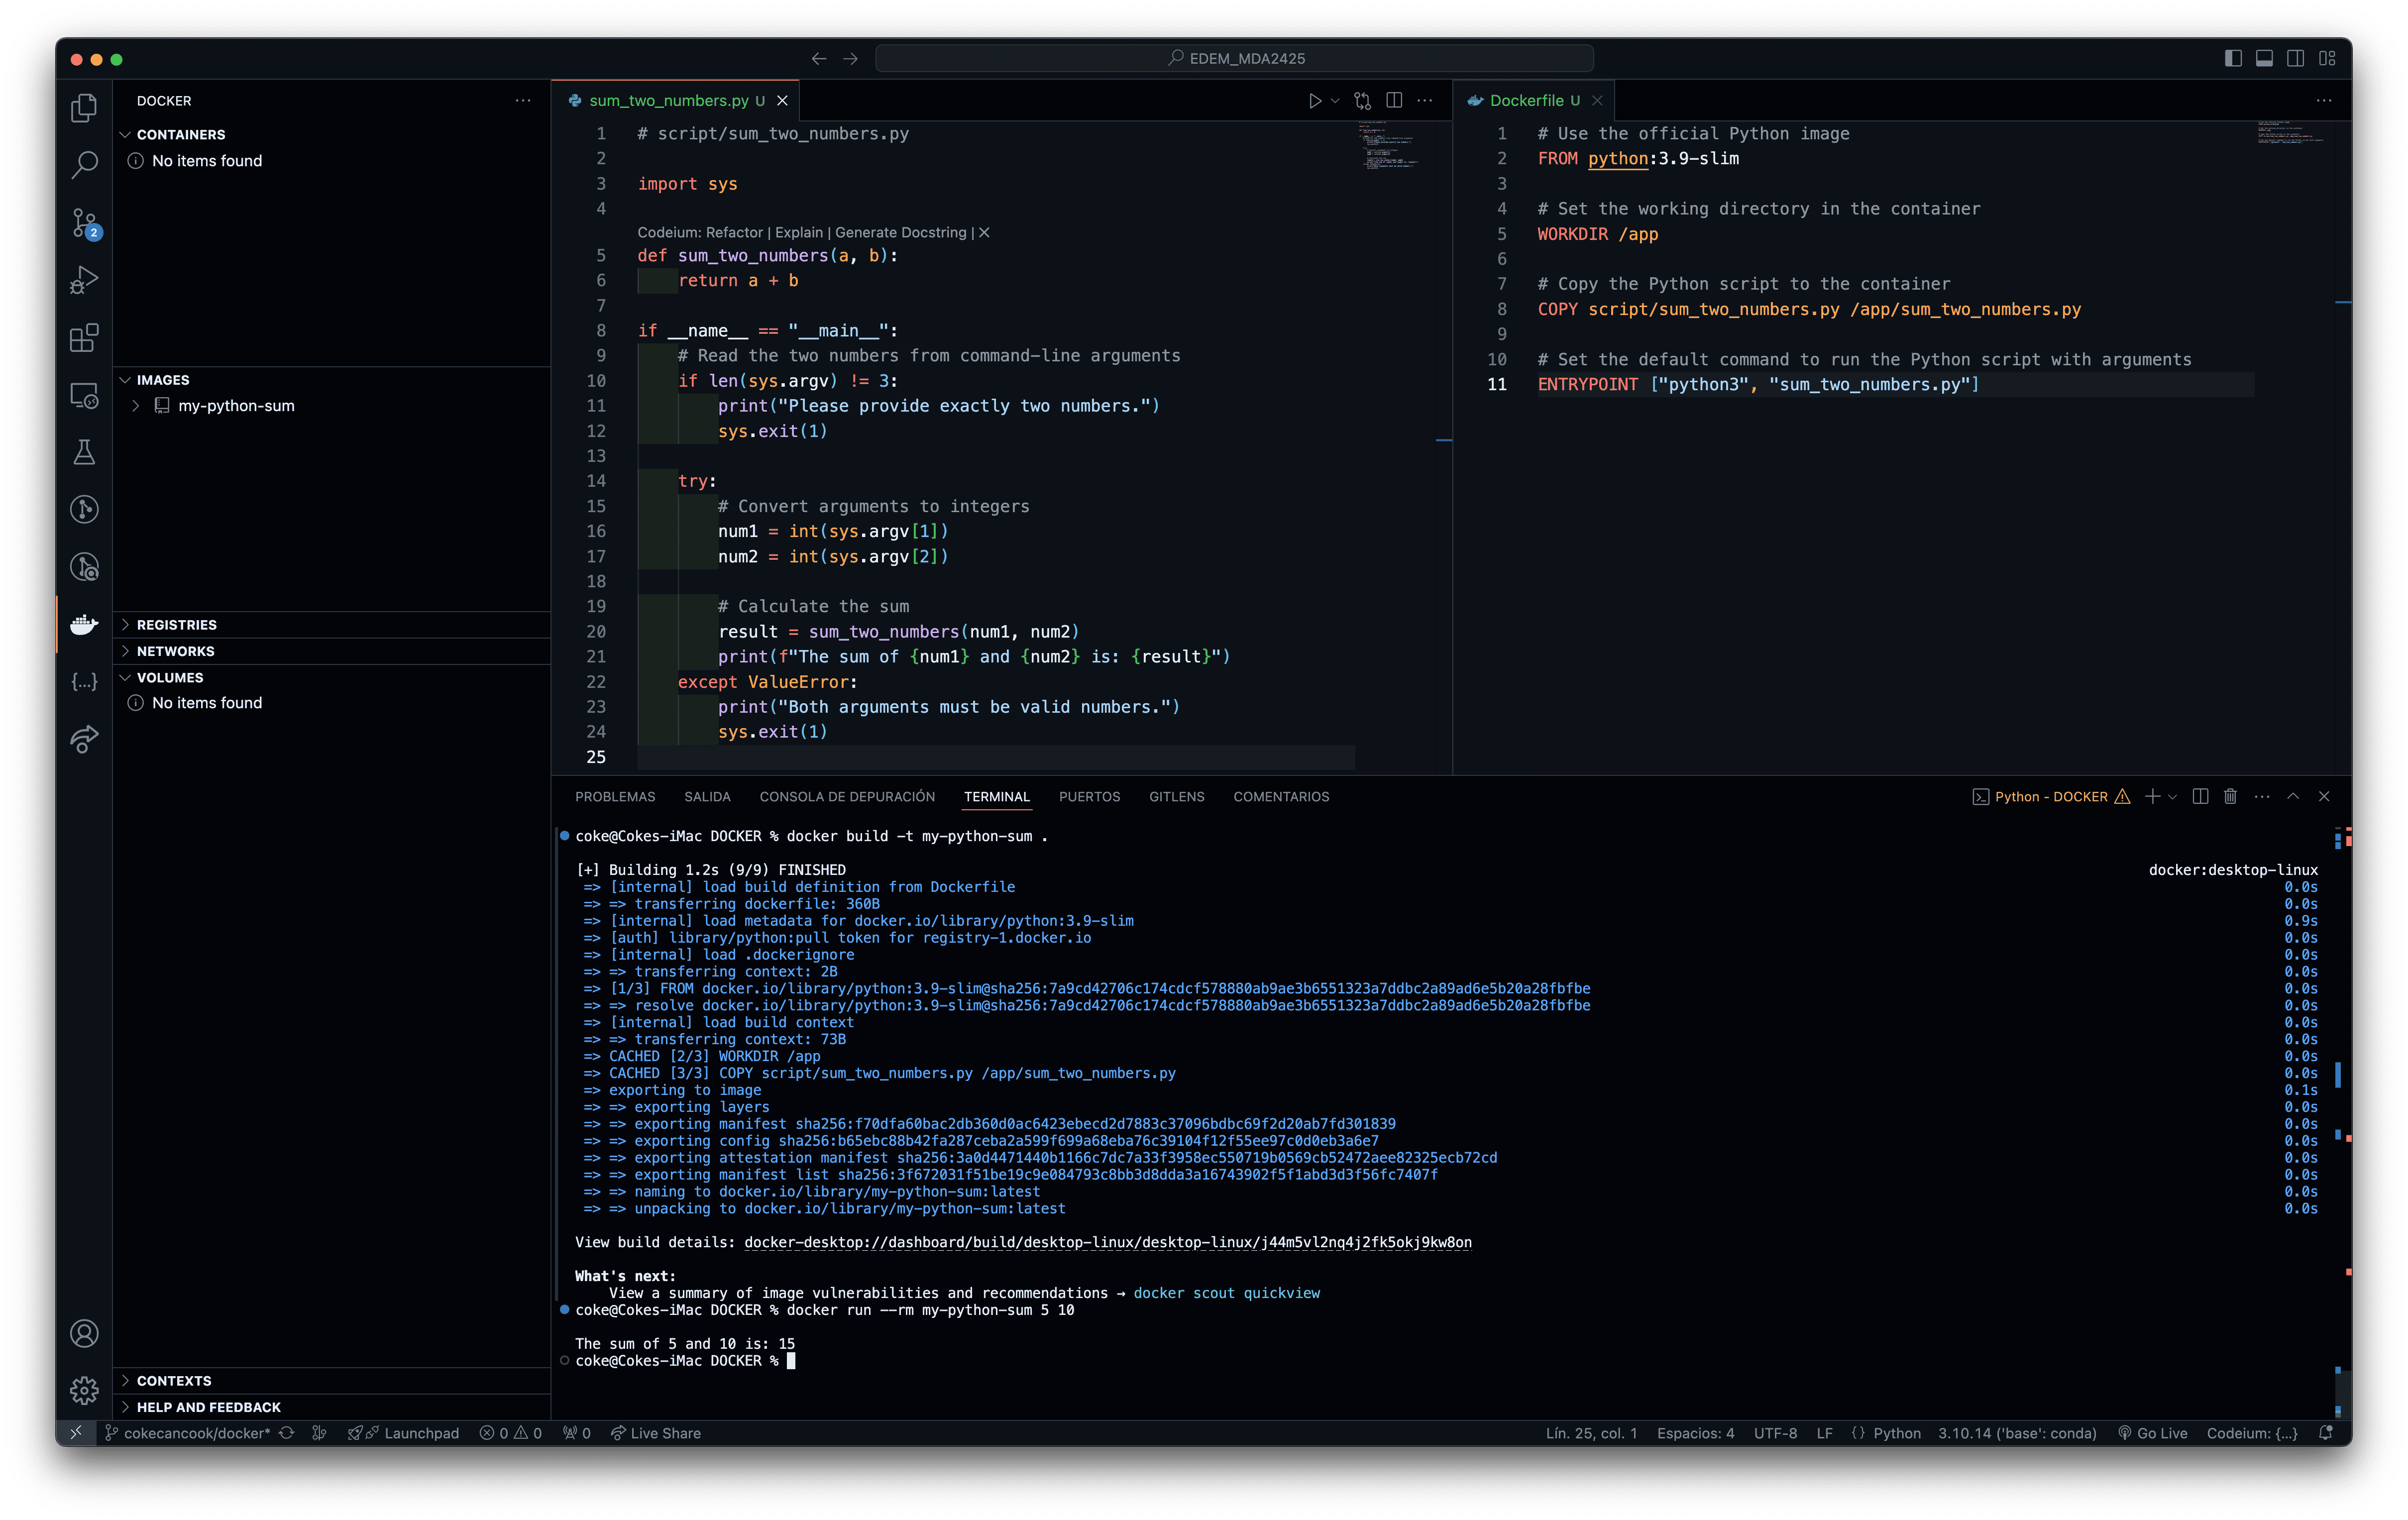 EDEM_MDA2425
DOCKER
CONTAINERS
No items found
IMAGES
my-python-sum
REGISTRIES
NETWORKS
VOLUMES
No items found
CONTEXTS
HELP AND FEEDBACK
2
sum_two_numbers.py U
1 # script/sum_two_numbers.py
2
3 import sys
4
Codeium: Refactor | Explain | Generate Docstring | X
5 def sum_two_numbers(a, b):
6     return a + b
7
8 if __name__ == "__main__":
9     # Read the two numbers from command-line arguments
10     if len(sys.argv) != 3:
11         print("Please provide exactly two numbers.")
12         sys.exit(1)
13
14     try:
15         # Convert arguments to integers
16         num1 = int(sys.argv[1])
17         num2 = int(sys.argv[2])
18
19         # Calculate the sum
20         result = sum_two_numbers(num1, num2)
21         print(f"The sum of {num1} and {num2} is: {result}")
22     except ValueError:
23         print("Both arguments must be valid numbers.")
24         sys.exit(1)
25
Dockerfile U
1 # Use the official Python image
2 FROM python:3.9-slim
3
4 # Set the working directory in the container
5 WORKDIR /app
6
7 # Copy the Python script to the container
8 COPY script/sum_two_numbers.py /app/sum_two_numbers.py
9
10 # Set the default command to run the Python script with arguments
11 ENTRYPOINT ["python3", "sum_two_numbers.py"]
PROBLEMAS SALIDA CONSOLA DE DEPURACIÓN TERMINAL PUERTOS GITLENS COMENTARIOS
Python - DOCKER
coke@Cokes-iMac DOCKER % docker build -t my-python-sum .
[+] Building 1.2s (9/9) FINISHED docker:desktop-linux
=> [internal] load build definition from Dockerfile 0.0s
=> => transferring dockerfile: 360B 0.0s
=> [internal] load metadata for docker.io/library/python:3.9-slim 0.9s
=> [auth] library/python:pull token for registry-1.docker.io 0.0s
=> [internal] load .dockerignore 0.0s
=> => transferring context: 2B 0.0s
=> [1/3] FROM docker.io/library/python:3.9-slim@sha256:7a9cd42706c174cdcf578880ab9ae3b6551323a7ddbc2a89ad6e5b20a28fbfbe 0.0s
=> => resolve docker.io/library/python:3.9-slim@sha256:7a9cd42706c174cdcf578880ab9ae3b6551323a7ddbc2a89ad6e5b20a28fbfbe 0.0s
=> [internal] load build context 0.0s
=> => transferring context: 73B 0.0s
=> CACHED [2/3] WORKDIR /app 0.0s
=> CACHED [3/3] COPY script/sum_two_numbers.py /app/sum_two_numbers.py 0.0s
=> exporting to image 0.1s
=> => exporting layers 0.0s
=> => exporting manifest sha256:f70dfa60bac2db360d0ac6423ebecd2d7883c37096bdbc69f2d20ab7fd301839 0.0s
=> => exporting config sha256:b65ebc88b42fa287ceba2a599f699a68eba76c39104f12f55ee97c0d0eb3a6e7 0.0s
=> => exporting attestation manifest sha256:3a0d4471440b1166c7dc7a33f3958ec550719b0569cb52472aee82325ecb72cd 0.0s
=> => exporting manifest list sha256:3f672031f51be19c9e084793c8bb3d8dda3a16743902f5f1abd3d3f56fc7407f 0.0s
=> => naming to docker.io/library/my-python-sum:latest 0.0s
=> => unpacking to docker.io/library/my-python-sum:latest 0.0s
View build details: docker-desktop://dashboard/build/desktop-linux/desktop-linux/j44m5vl2nq4j2fk5okj9kw8on
What's next:
View a summary of image vulnerabilities and recommendations → docker scout quickview
coke@Cokes-iMac DOCKER % docker run --rm my-python-sum 5 10
The sum of 5 and 10 is: 15
coke@Cokes-iMac DOCKER %
cokecancook/docker* Launchpad 0 0 0 Live Share Lín. 25, col. 1 Espacios: 4 UTF-8 LF {} Python 3.10.14 ('base': conda) Go Live Codeium: {...}